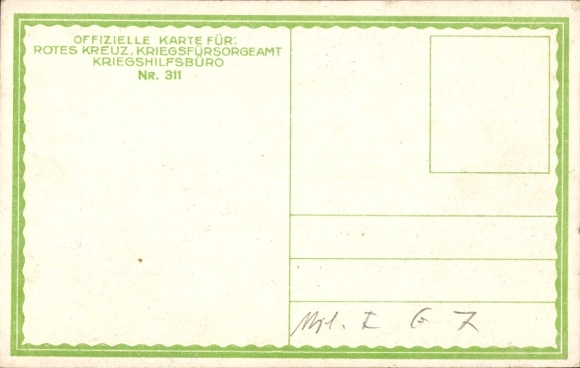 OFFIZIELLE KARTE FÜR:
ROTES KREUZ, KRIEGSFÜRSORGEAMT
KRIEGSHILFSBÜRO
NR. 311